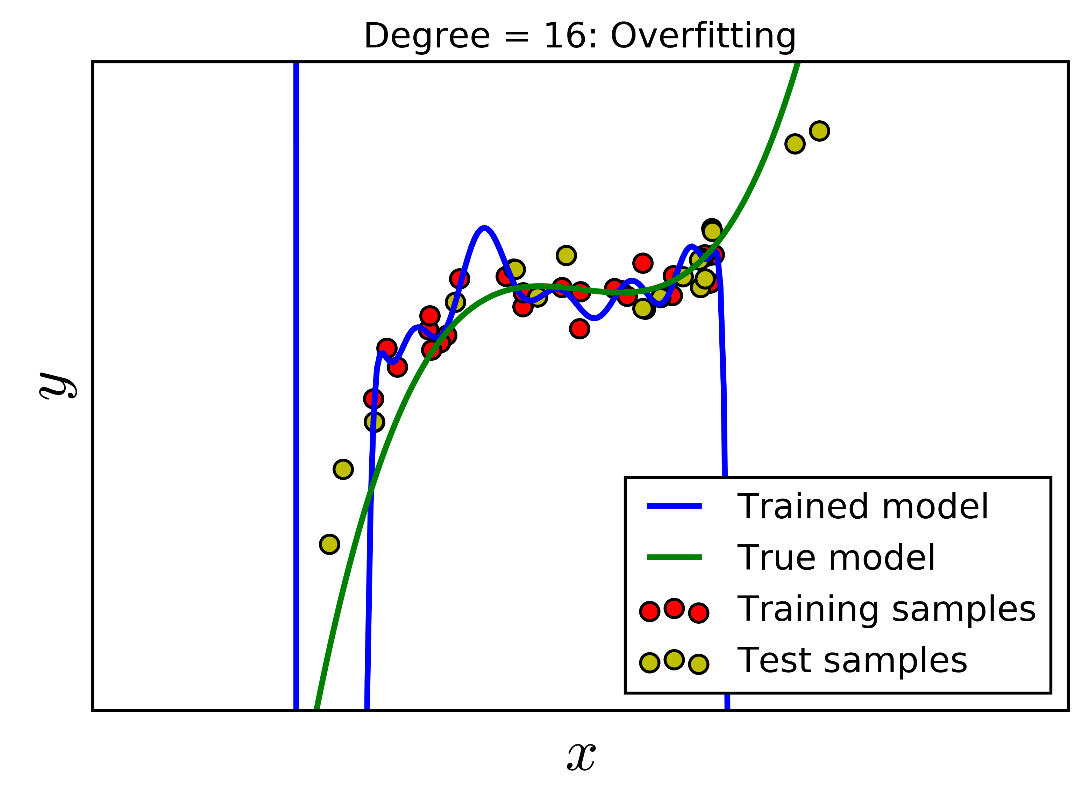 Degree = 16: Overfitting
y
Trained model
True model
Training samples
Test samples
x